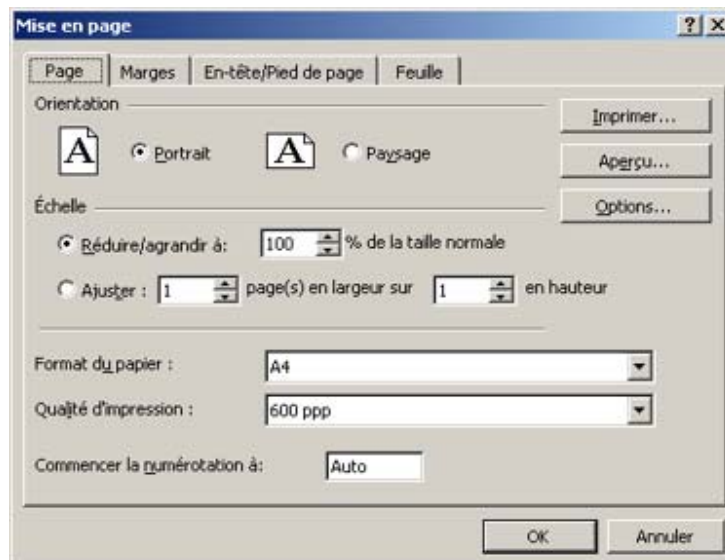 Mise en page
Page Marges En-tête/Pied de page Feuille
Orientation
Imprimer...
A Portrait A Paysage
Aperçu...
Échelle
Options...
Réduire/agrandir à: 100 % de la taille normale
Ajuster : 1 page(s) en largeur sur 1 en hauteur
Format du papier : A4
Qualité d'impression : 600 ppp
Commencer la numérotation à: Auto
OK Annuler